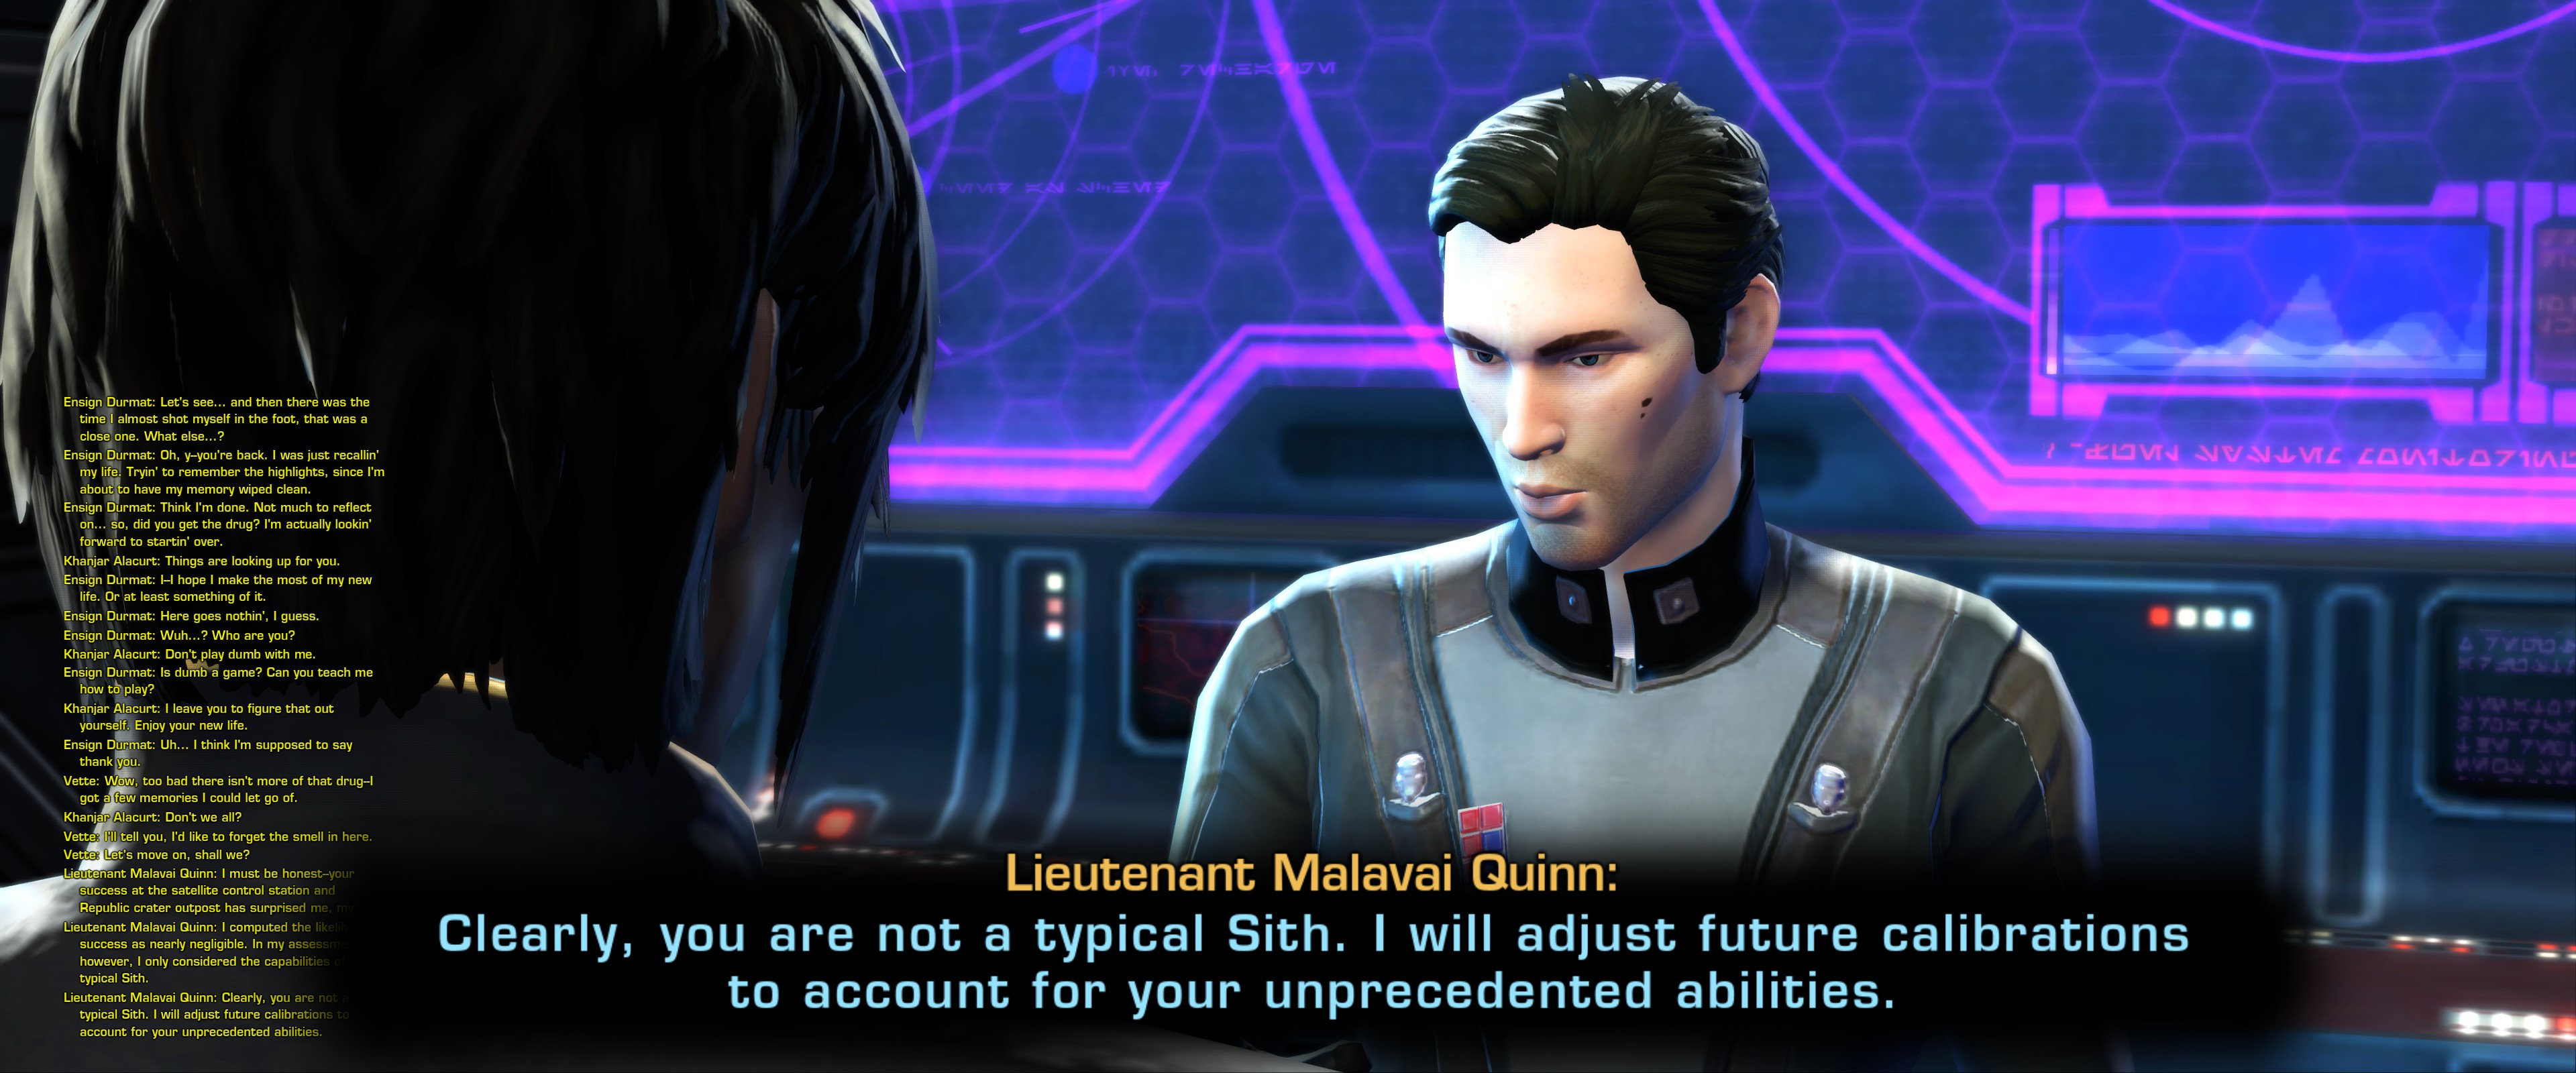 Ensign Durmat: Let's see... and then there was the
time I almost shot myself in the foot, that was a
close one. What else...?
Ensign Durmat: Oh, y--you're back. I was just recallin'
my life. Tryin' to remember the highlights, since I'm
about to have my memory wiped clean.
Ensign Durmat: Think I'm done. Not much to reflect
on... so, did you get the drug? I'm actually lookin'
forward to startin' over.
Khanjar Alacurt: Things are looking up for you.
Ensign Durmat: I--I hope I make the most of my new
life. Or at least something of it.
Ensign Durmat: Here goes nothin', I guess.
Ensign Durmat: Wuh...? Who are you?
Khanjar Alacurt: Don't play dumb with me.
Ensign Durmat: Is dumb a game? Can you teach me
how to play?
Khanjar Alacurt: I leave you to figure that out
yourself. Enjoy your new life.
Ensign Durmat: Uh... I think I'm supposed to say
thank you.
Vette: Wow, too bad there isn't more of that drug--I
got a few memories I could let go of.
Khanjar Alacurt: Don't we all?
Vette: I'll tell you, I'd like to forget the smell in here.
Vette: Let's move on, shall we?
Lieutenant Malavai Quinn: I must be honest--your
success at the satellite control station and
Republic crater outpost has surprised me,
Lieutenant Malavai Quinn: I computed the
success as nearly negligible. In my
however, I only considered the capabilities
typical Sith.
Lieutenant Malavai Quinn: Clearly, you are not a
typical Sith. I will adjust future calibrations to
account for your unprecedented abilities.
Lieutenant Malavai Quinn:
Clearly, you are not a typical Sith. I will adjust future calibrations
to account for your unprecedented abilities.